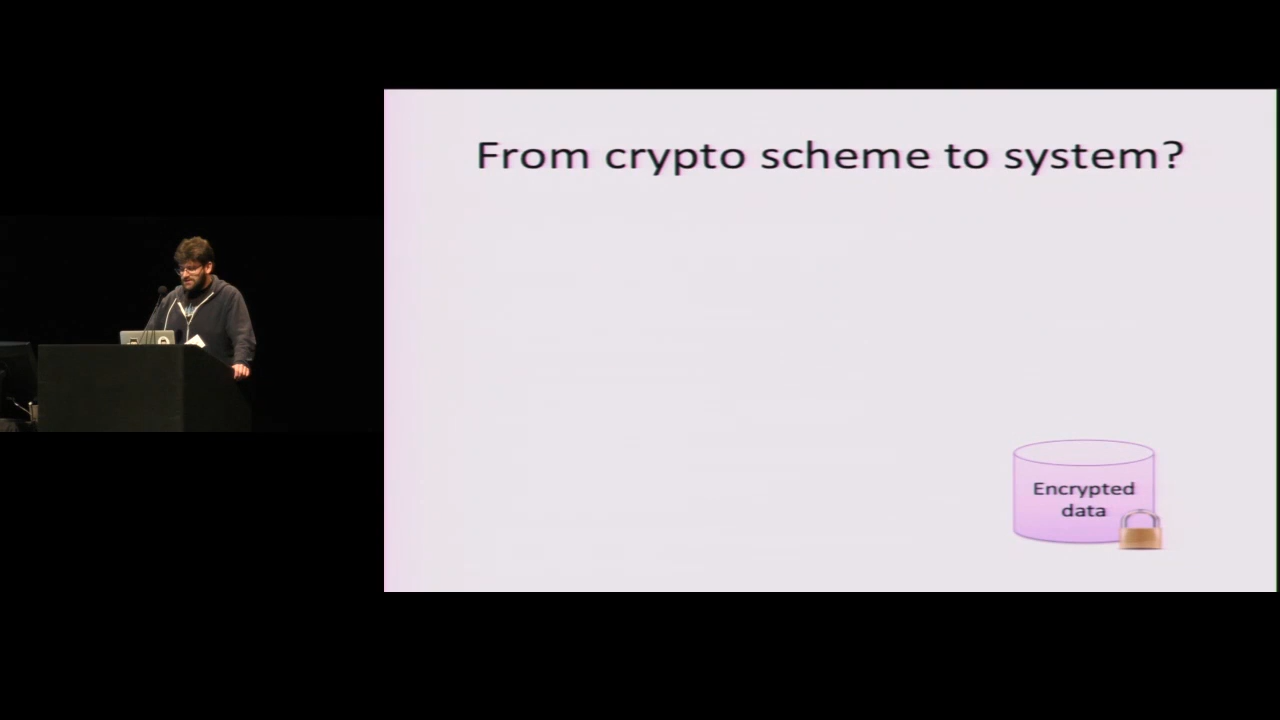 From crypto scheme to system?
Encrypted
data